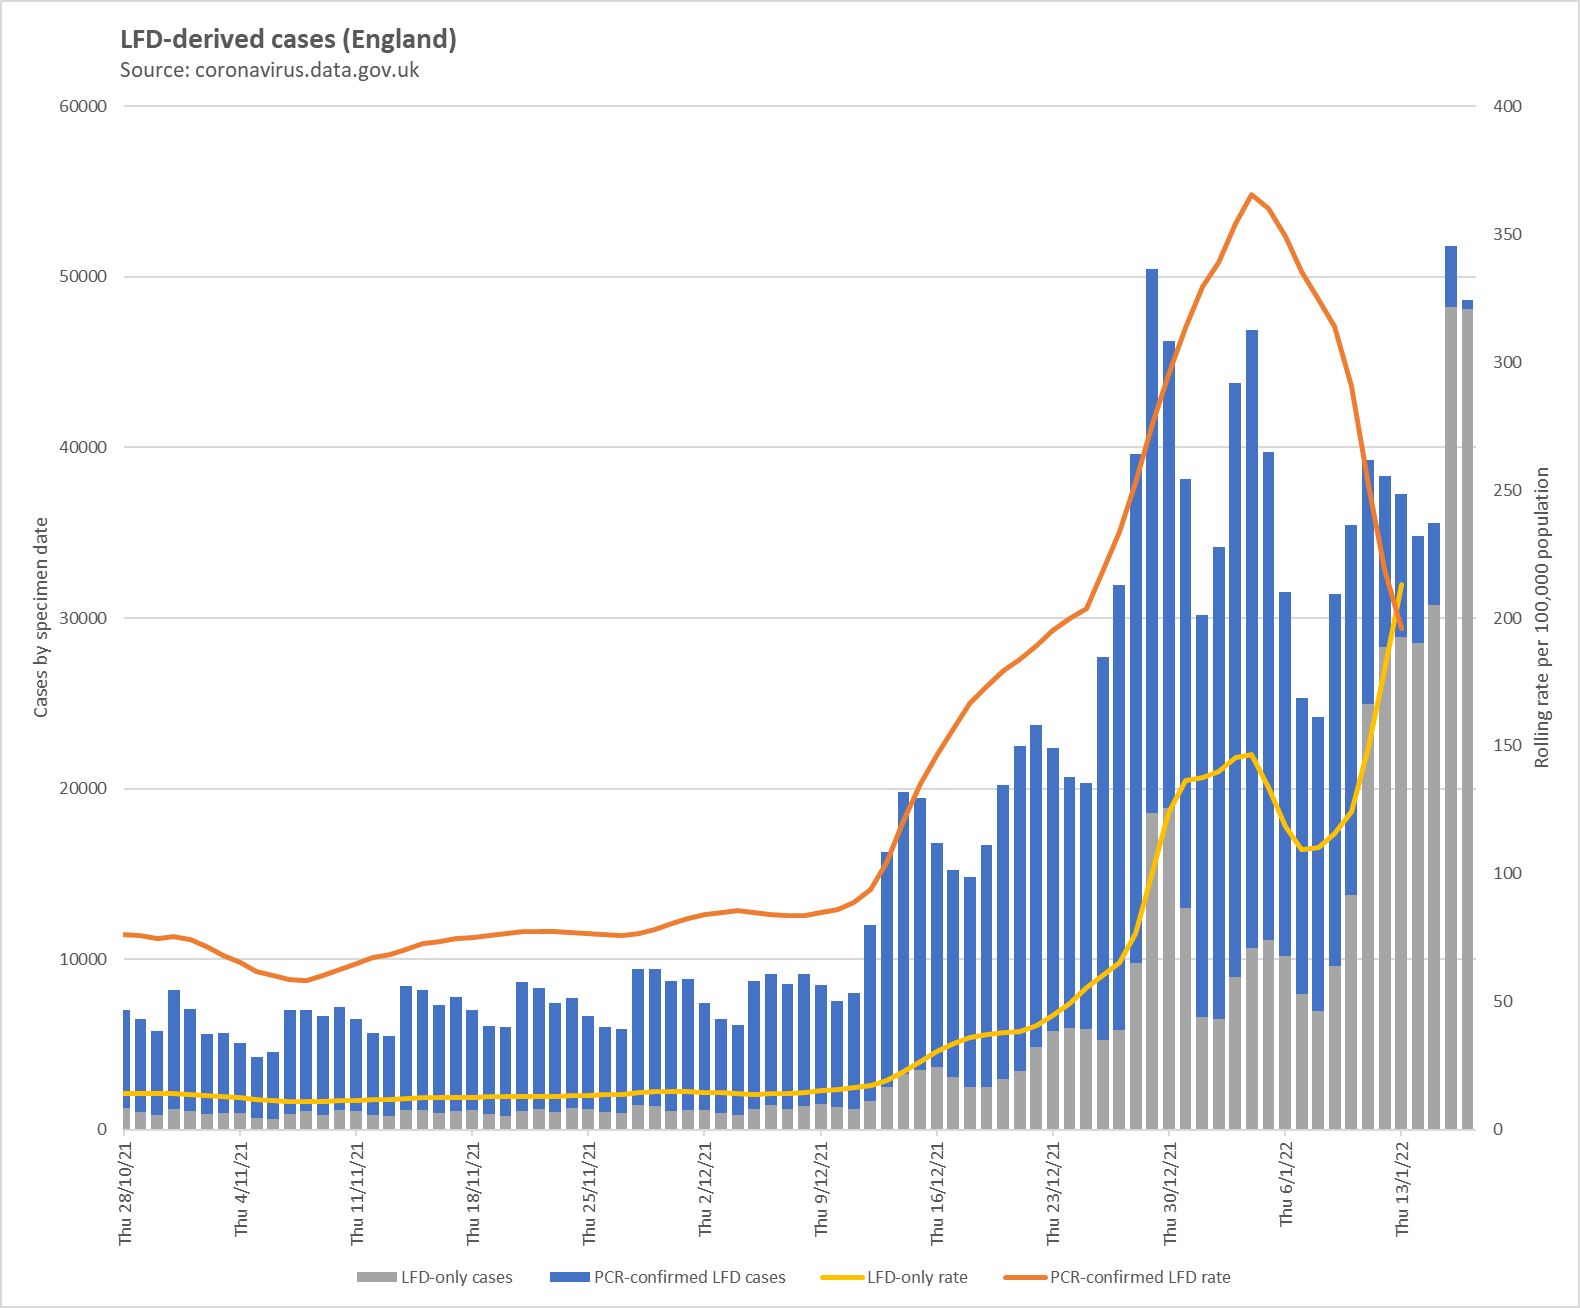 LFD-derived cases (England)
Source: coronavirus.data.gov.uk
60000
50000
40000
30000
20000
10000
0
Cases by specimen date
400
350
300
250
200
150
100
50
0
Rolling rate per 100,000 population
Thu 28/10/21
Thu 4/11/21
Thu 11/11/21
Thu 18/11/21
Thu 25/11/21
Thu 2/12/21
Thu 9/12/21
Thu 16/12/21
Thu 23/12/21
Thu 30/12/21
Thu 6/1/22
Thu 13/1/22
LFD-only cases
PCR-confirmed LFD cases
LFD-only rate
PCR-confirmed LFD rate